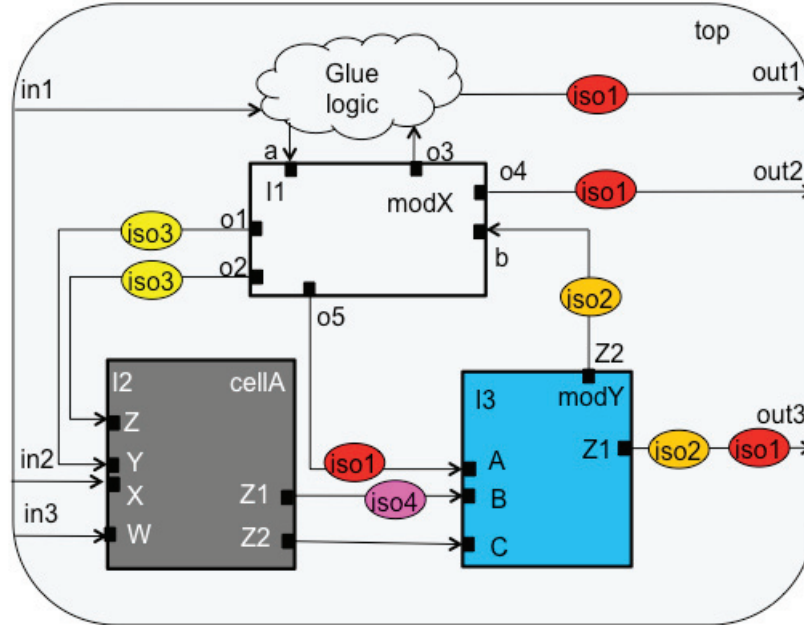 top
in1
Glue
logic
iso1
out1
a
o3
I1
modX
o4
iso1
out2
iso3
o1
iso3
o2
b
iso2
o5
Z2
I2
cellA
I3
modY
out3
Z
Y
X
W
in2
in3
Z1
Z2
iso1
iso4
A
B
C
Z1
iso2
iso1